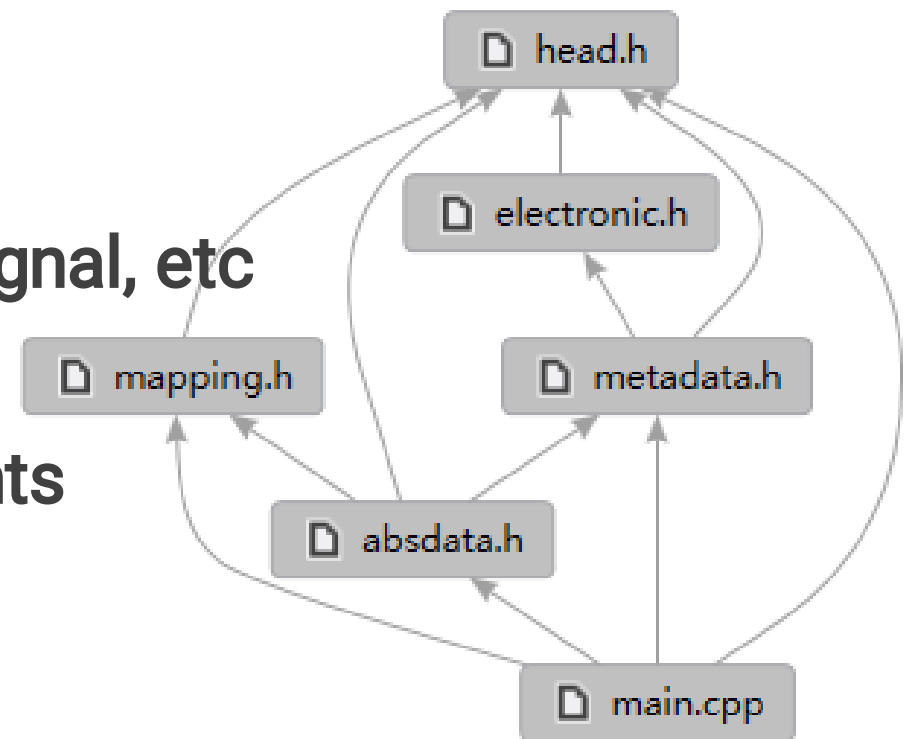 head.h
electronic.h
gnal, etc
mapping.h
metadata.h
nts
absdata.h
main.cpp